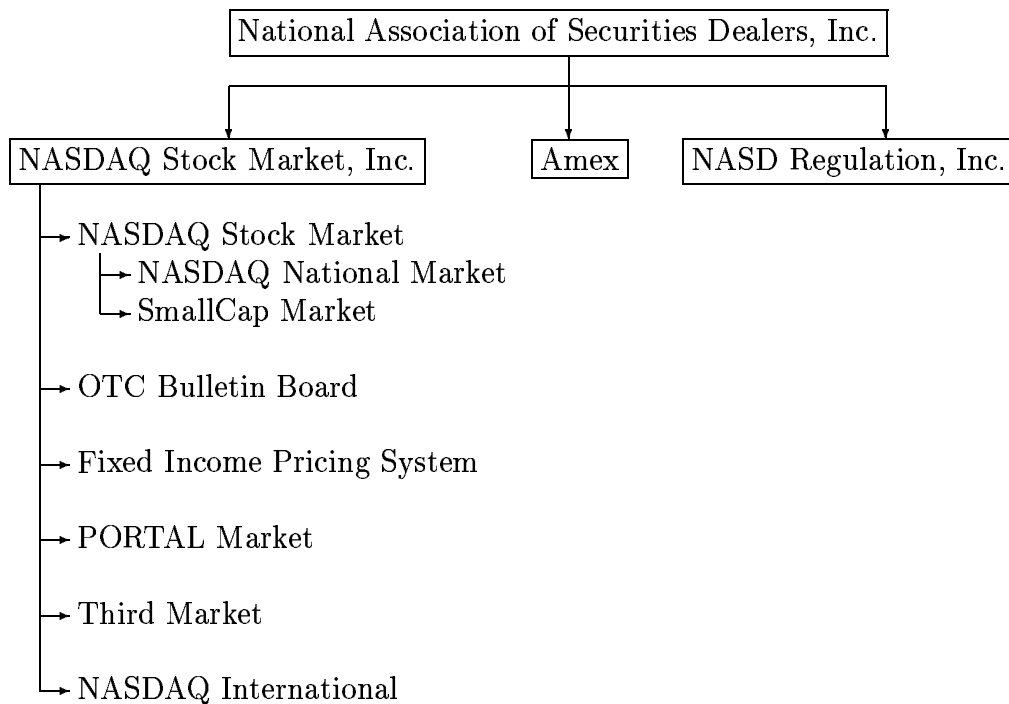 National Association of Securities Dealers, Inc.
NASDAQ Stock Market, Inc.
Amex
NASD Regulation, Inc.
NASDAQ Stock Market
NASDAQ National Market
SmallCap Market
OTC Bulletin Board
Fixed Income Pricing System
PORTAL Market
Third Market
NASDAQ International